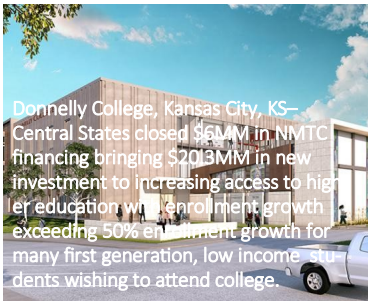 Donnelly College, Kansas City, KS–
Central States closed $6MM in NMTC
financing bringing $20.3MM in new
investment to increasing access to high
er education with enrollment growth
exceeding 50% enrollment growth for
many first generation, low income  stu-
dents wishing to attend college.